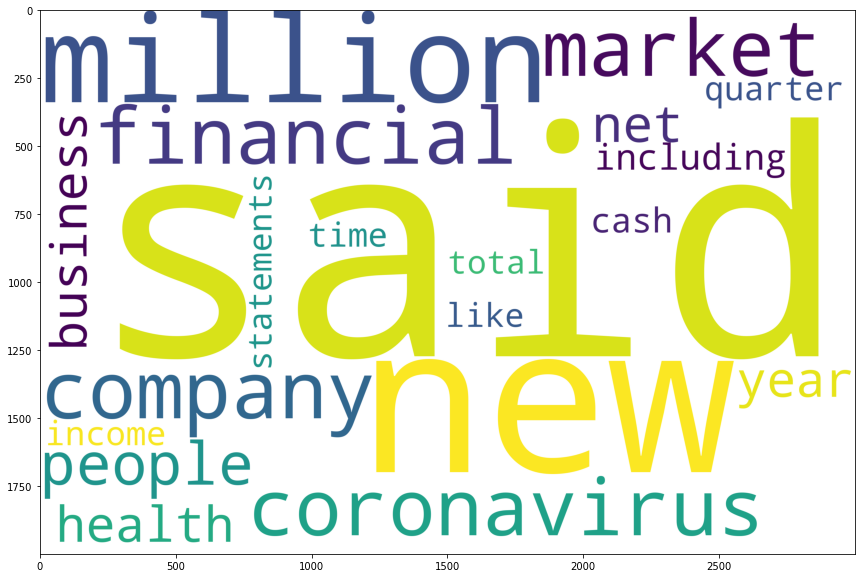 0
250
500
750
1000
1250
1500
1750
million
market
quarter
financial
net
including
business
said
statements
time
cash
total
like
company
new
year
income
people
coronavirus
health
0 500 1000 1500 2000 2500